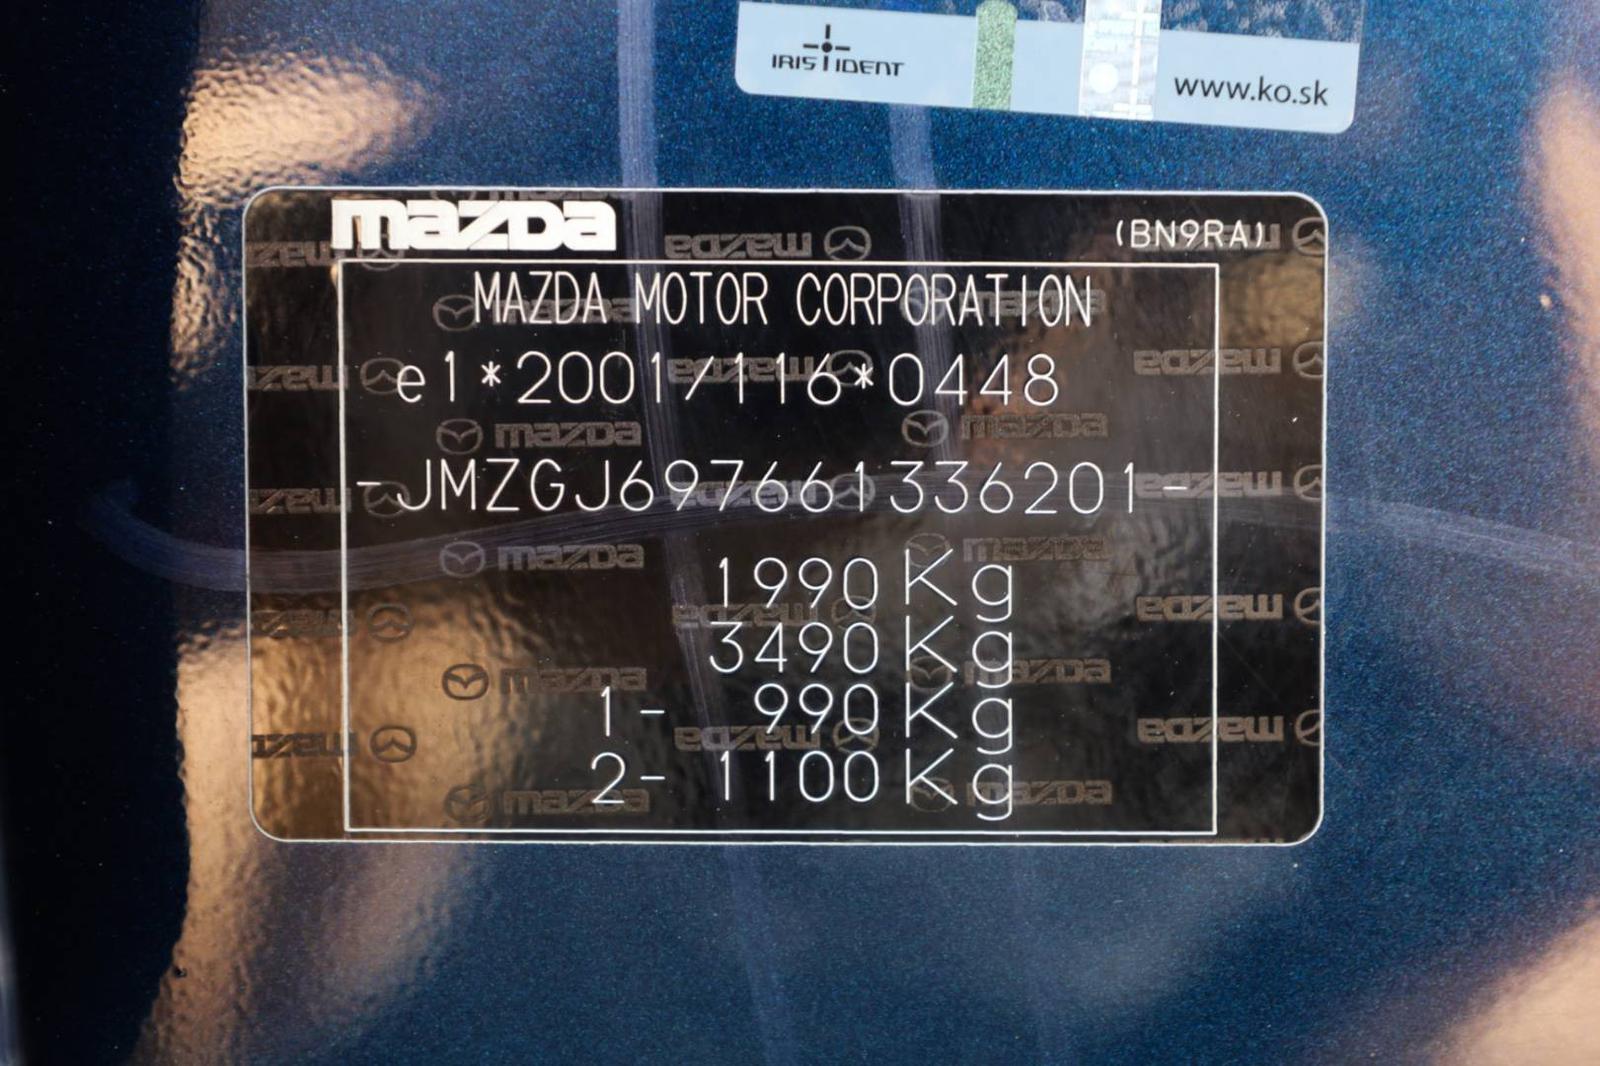 IRIS IDENT
www.ko.sk
mazda
(BN9RA)
MAZDA MOTOR CORPORATION
e1*2001/116*0448
-JMZGJ697661336201-
1990 Kg
3490 Kg
1- 990 Kg
2- 1100 Kg